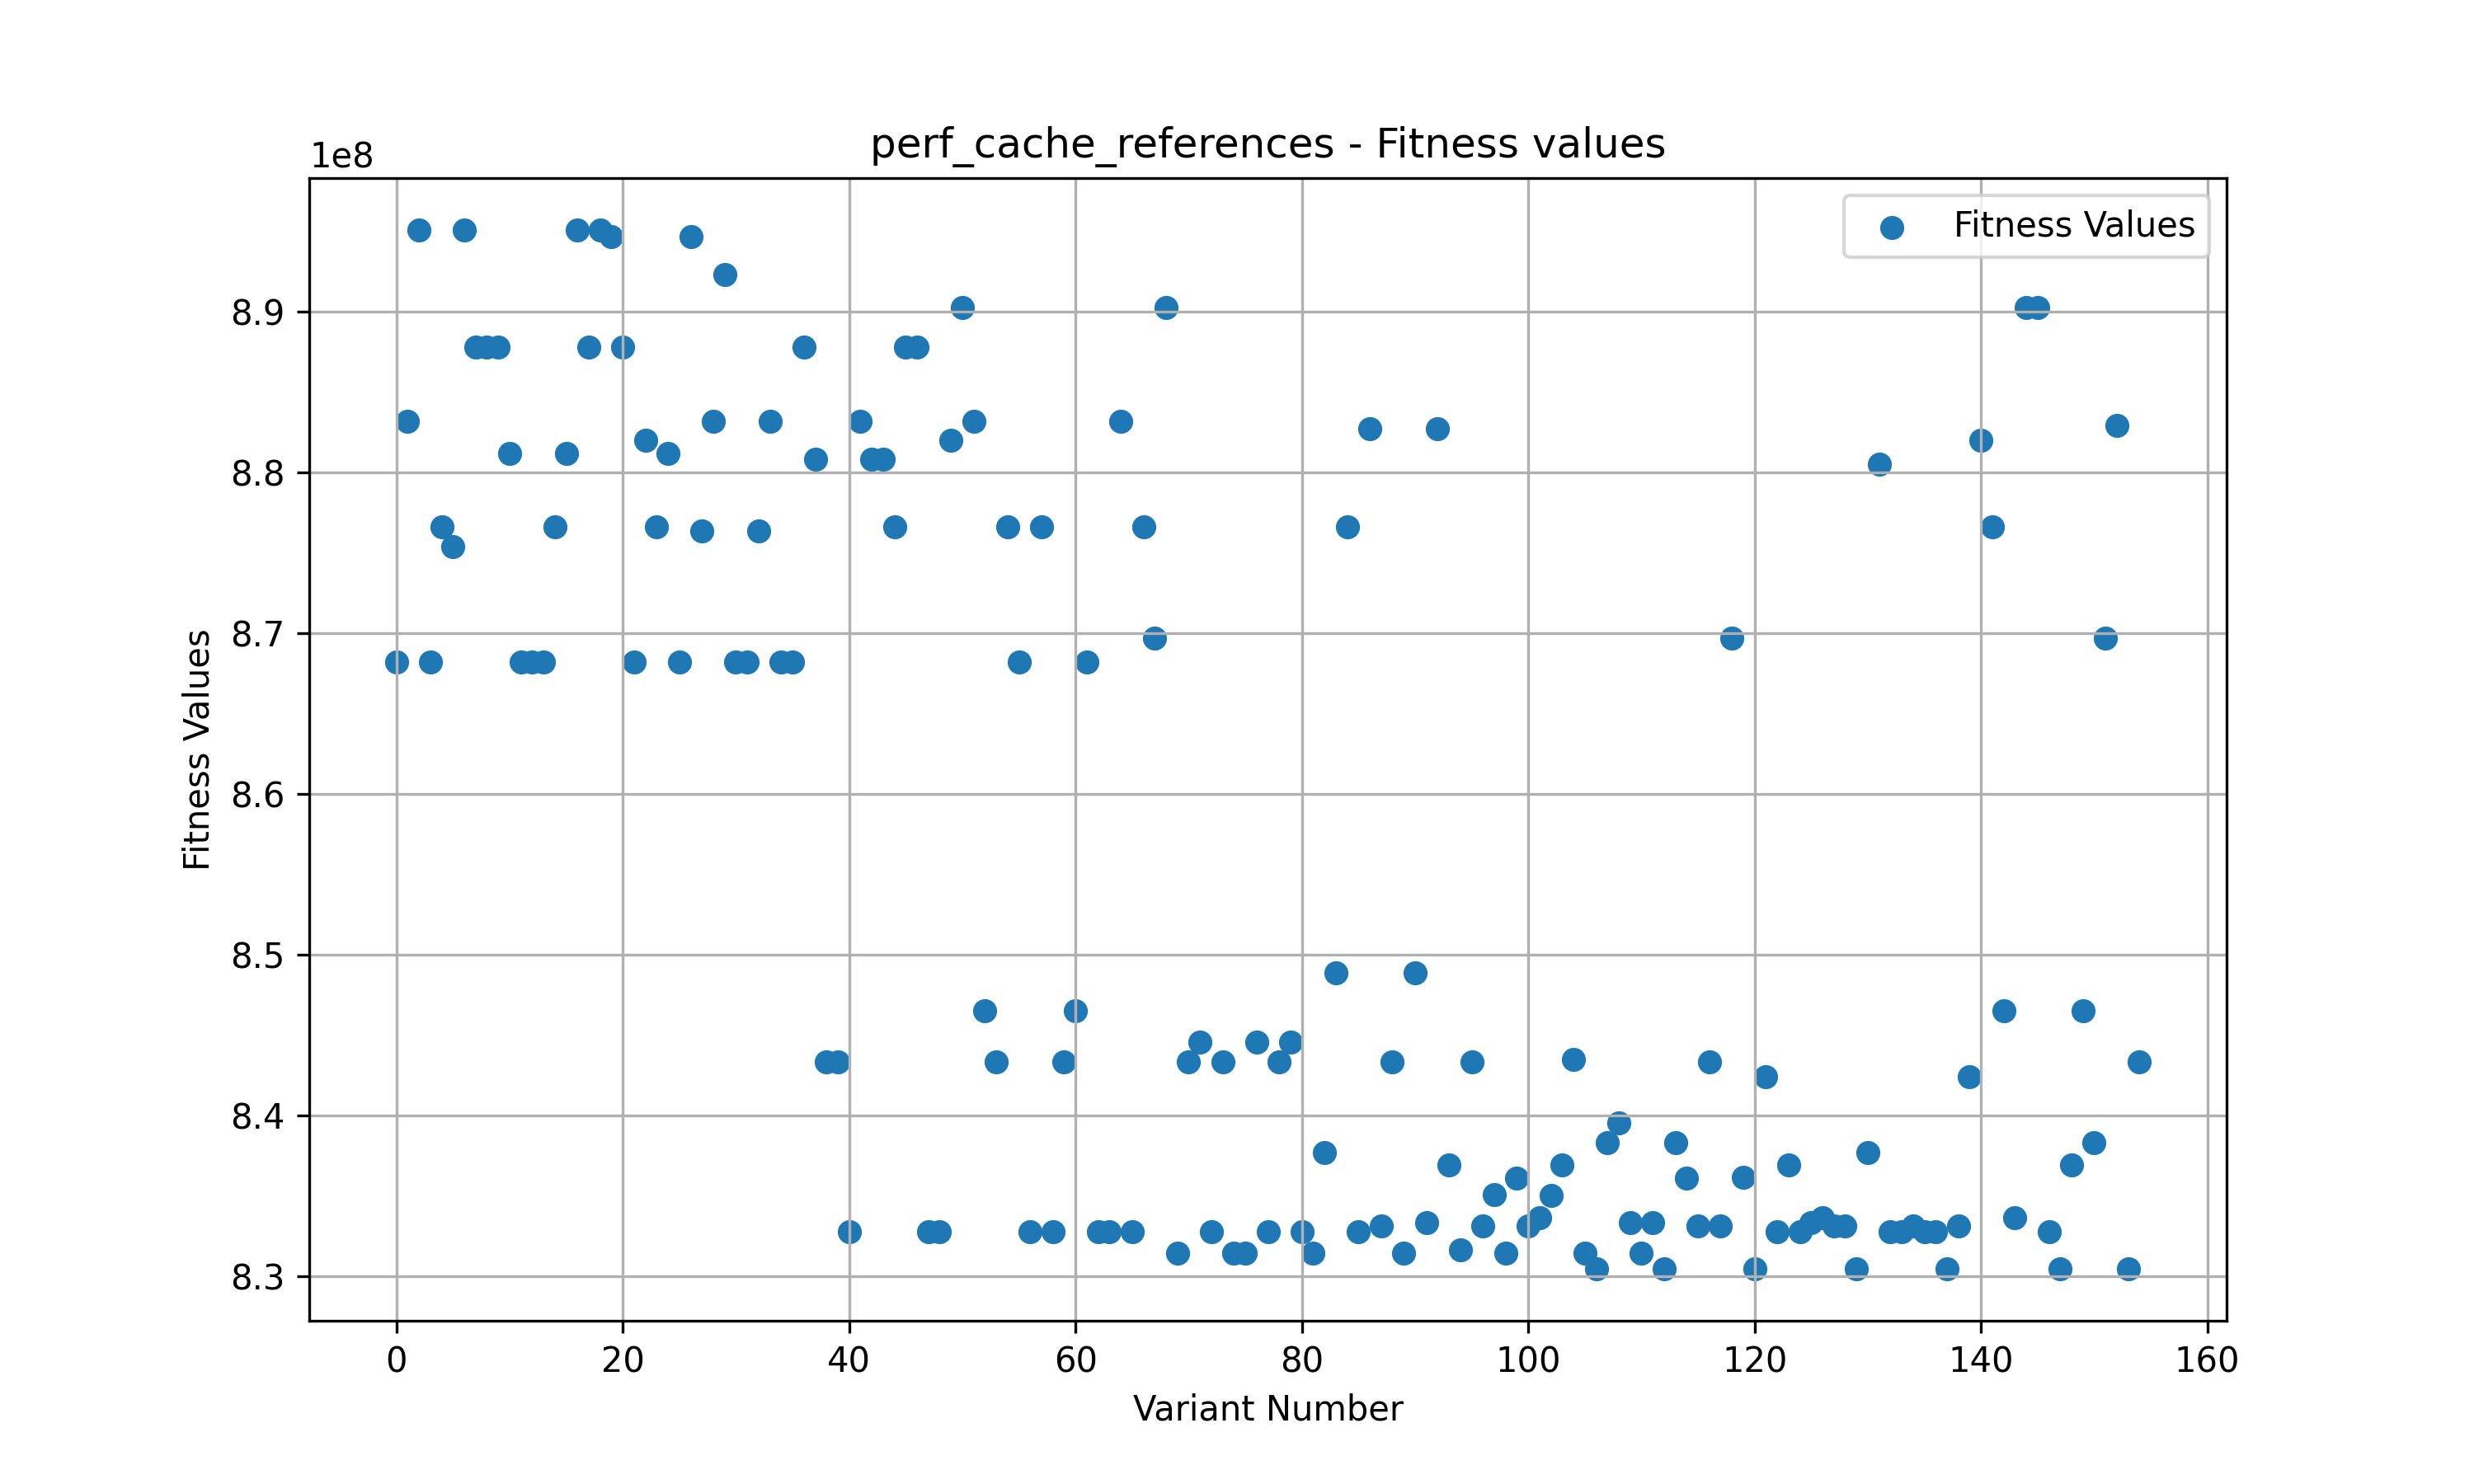 perf_cache_references - Fitness values
1e8
Fitness Values
8.9
8.8
8.7
8.6
8.5
8.4
8.3
Fitness Values
0 20 40 60 80 100 120 140 160
Variant Number